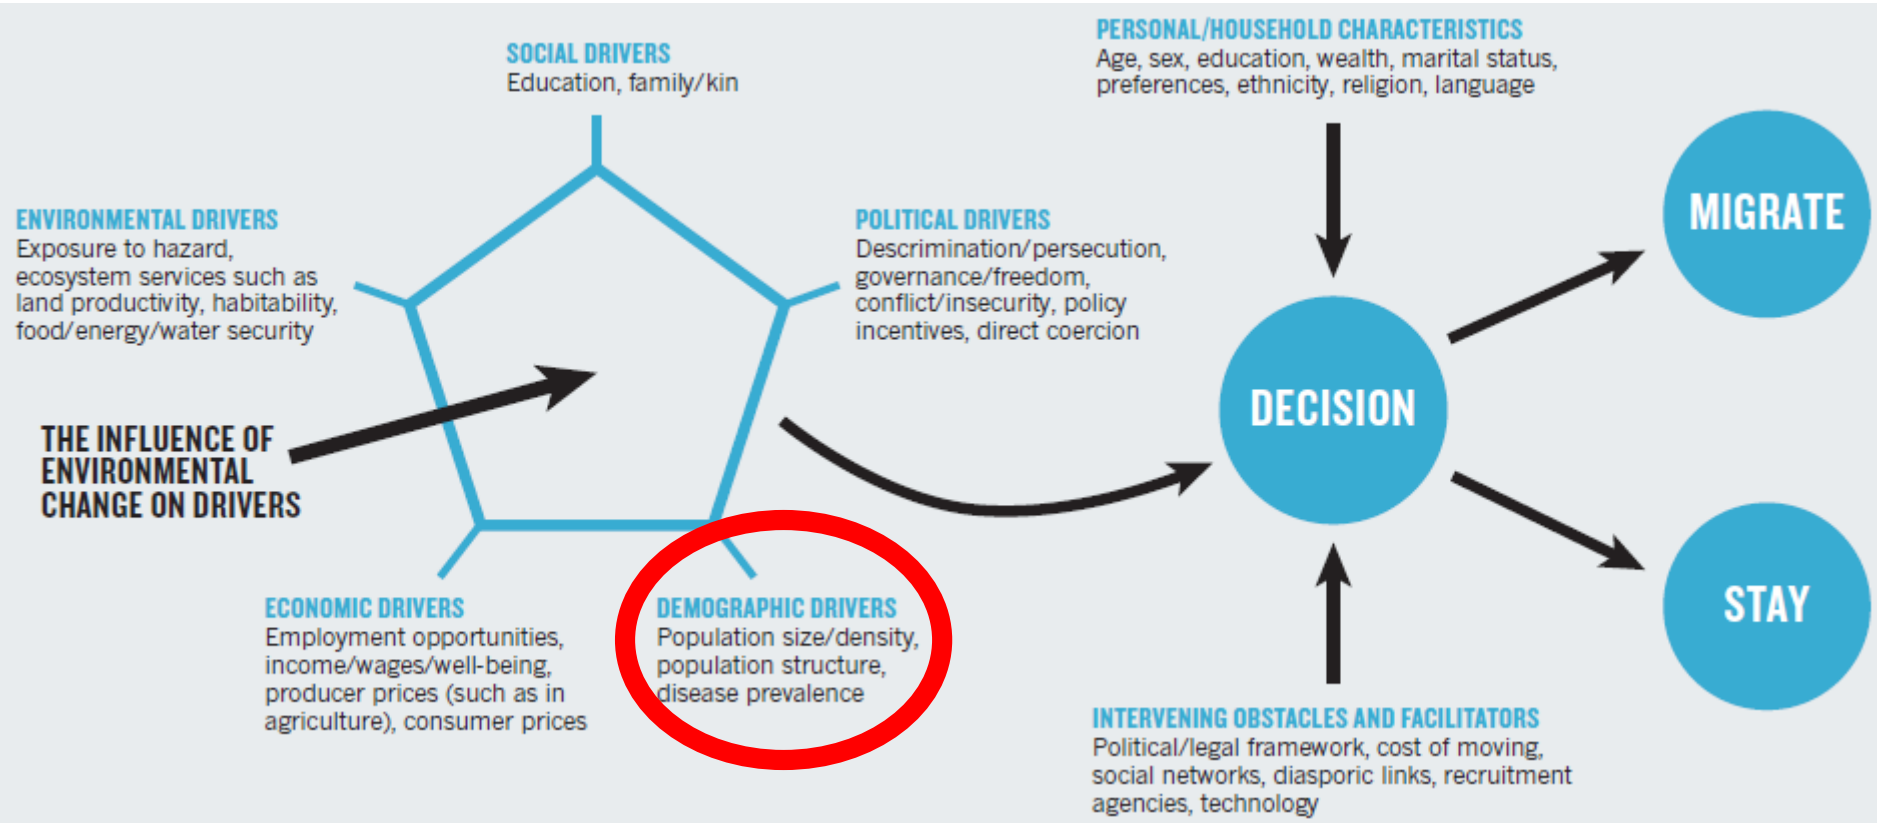 SOCIAL DRIVERS
Education, family/kin
ENVIRONMENTAL DRIVERS
Exposure to hazard,
ecosystem services such as
land productivity, habitability,
food/energy/water security
POLITICAL DRIVERS
Descrimination/persecution,
governance/freedom,
conflict/insecurity, policy
incentives, direct coercion
THE INFLUENCE OF
ENVIRONMENTAL
CHANGE ON DRIVERS
ECONOMIC DRIVERS
Employment opportunities,
income/wages/well-being,
producer prices (such as in
agriculture), consumer prices
DEMOGRAPHIC DRIVERS
Population size/density,
population structure,
disease prevalence
PERSONAL/HOUSEHOLD CHARACTERISTICS
Age, sex, education, wealth, marital status,
preferences, ethnicity, religion, language
DECISION
INTERVENING OBSTACLES AND FACILITATORS
Political/legal framework, cost of moving,
social networks, diasporic links, recruitment
agencies, technology
MIGRATE
STAY